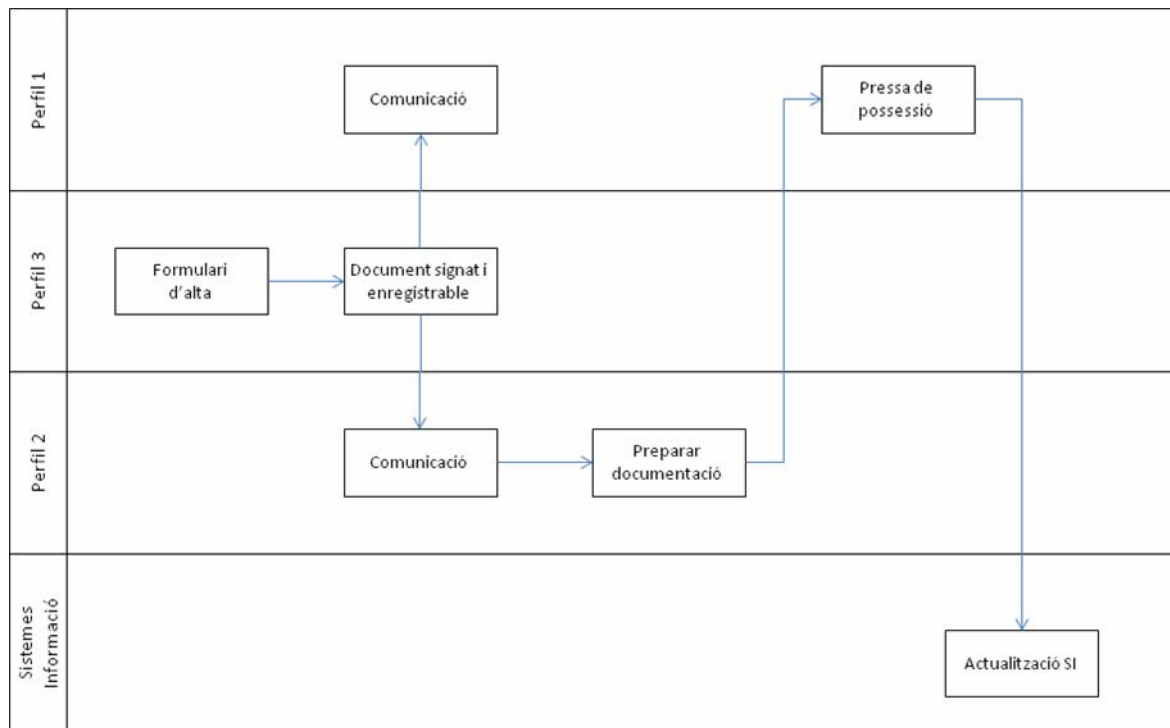 Perfil 1
Comunicació
Pressa de
possessió
Perfil 3
Formulari
d'alta
Document signat i
enregistrable
Perfil 2
Comunicació
Preparar
documentació
Sistemes
Informació
Actualització SI